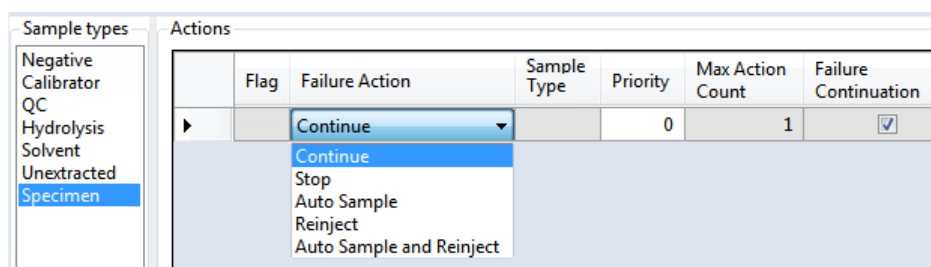 Sample types
Negative
Calibrator
QC
Hydrolysis
Solvent
Unextracted
Specimen
Actions
Flag
Failure Action
Sample
Type
Priority
Max Action
Count
Failure
Continuation
Continue
0
1
Continue
Stop
Auto Sample
Reinject
Auto Sample and Reinject